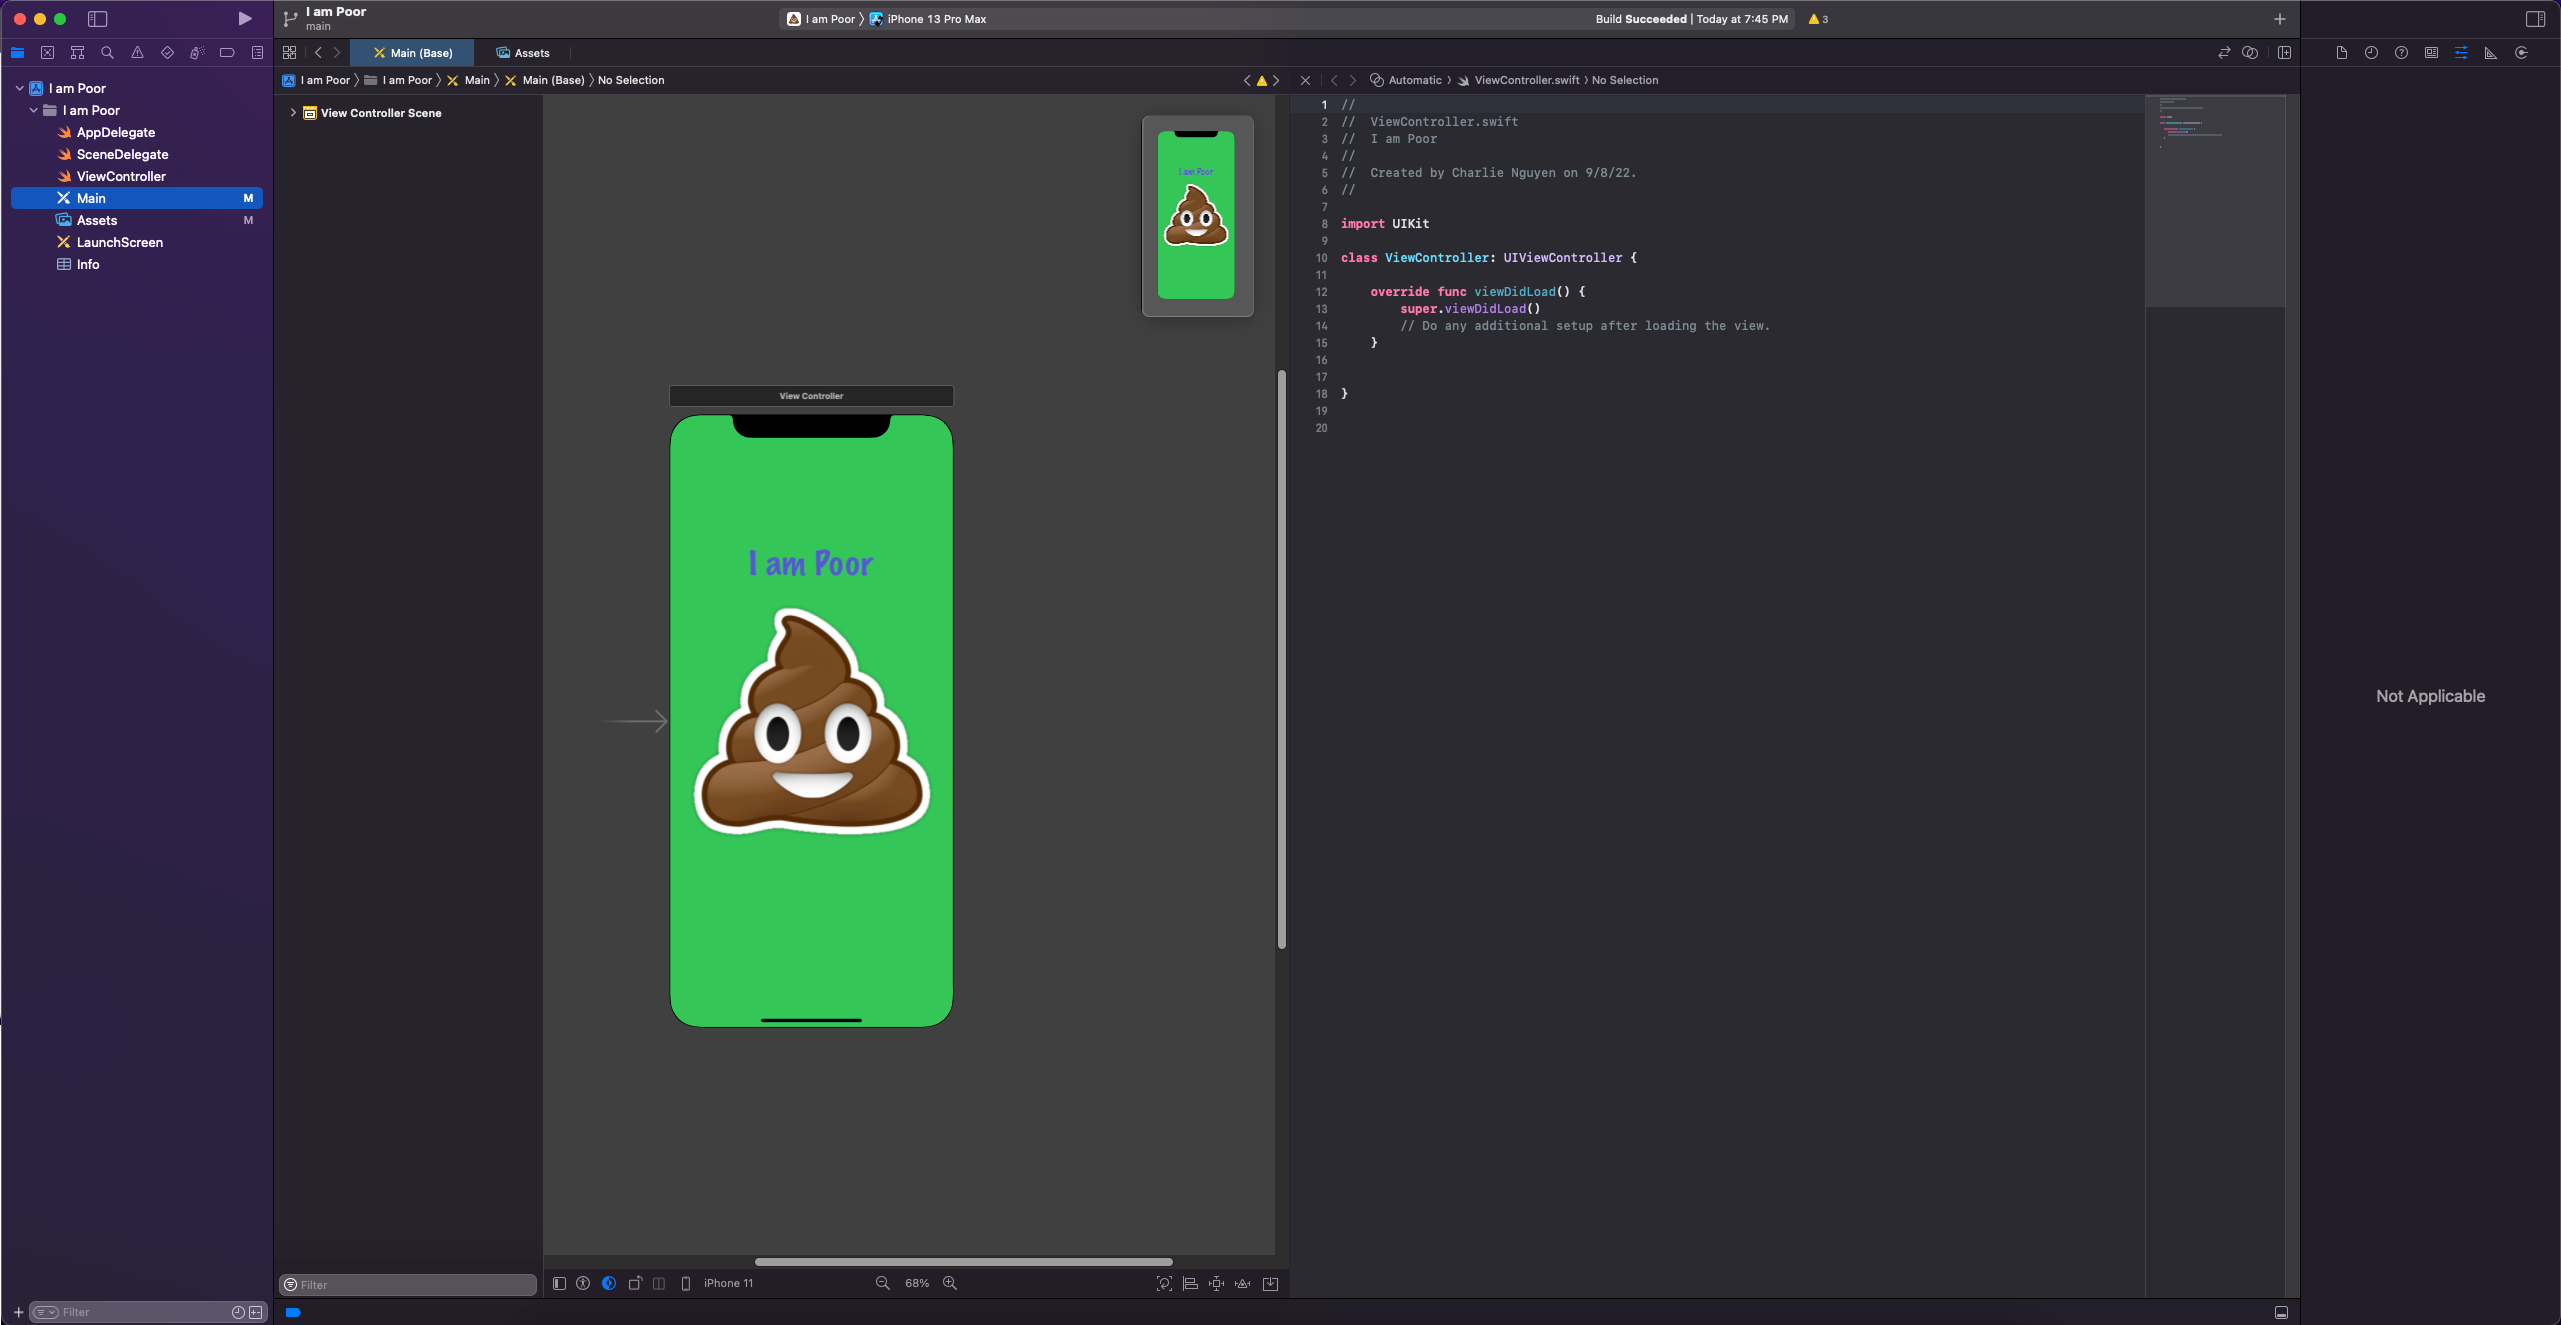 I am Poor
main
I am Poor
iPhone 13 Pro Max
Build Succeeded | Today at 7:45 PM
3
Main (Base)
Assets
I am Poor
I am Poor
Main
Main (Base)
No Selection
Automatic
ViewController.swift
No Selection
I am Poor
I am Poor
AppDelegate
SceneDelegate
ViewController
Main M
Assets M
LaunchScreen
Info
View Controller Scene
I am Poor
View Controller
I am Poor
1 //
2 //  ViewController.swift
3 //  I am Poor
4 //
5 //  Created by Charlie Nguyen on 9/8/22.
6 //
7
8 import UIKit
9
10 class ViewController: UIViewController {
11
12     override func viewDidLoad() {
13         super.viewDidLoad()
14         // Do any additional setup after loading the view.
15     }
16
17
18 }
19
20
Not Applicable
Filter
iPhone 11
68%
Filter